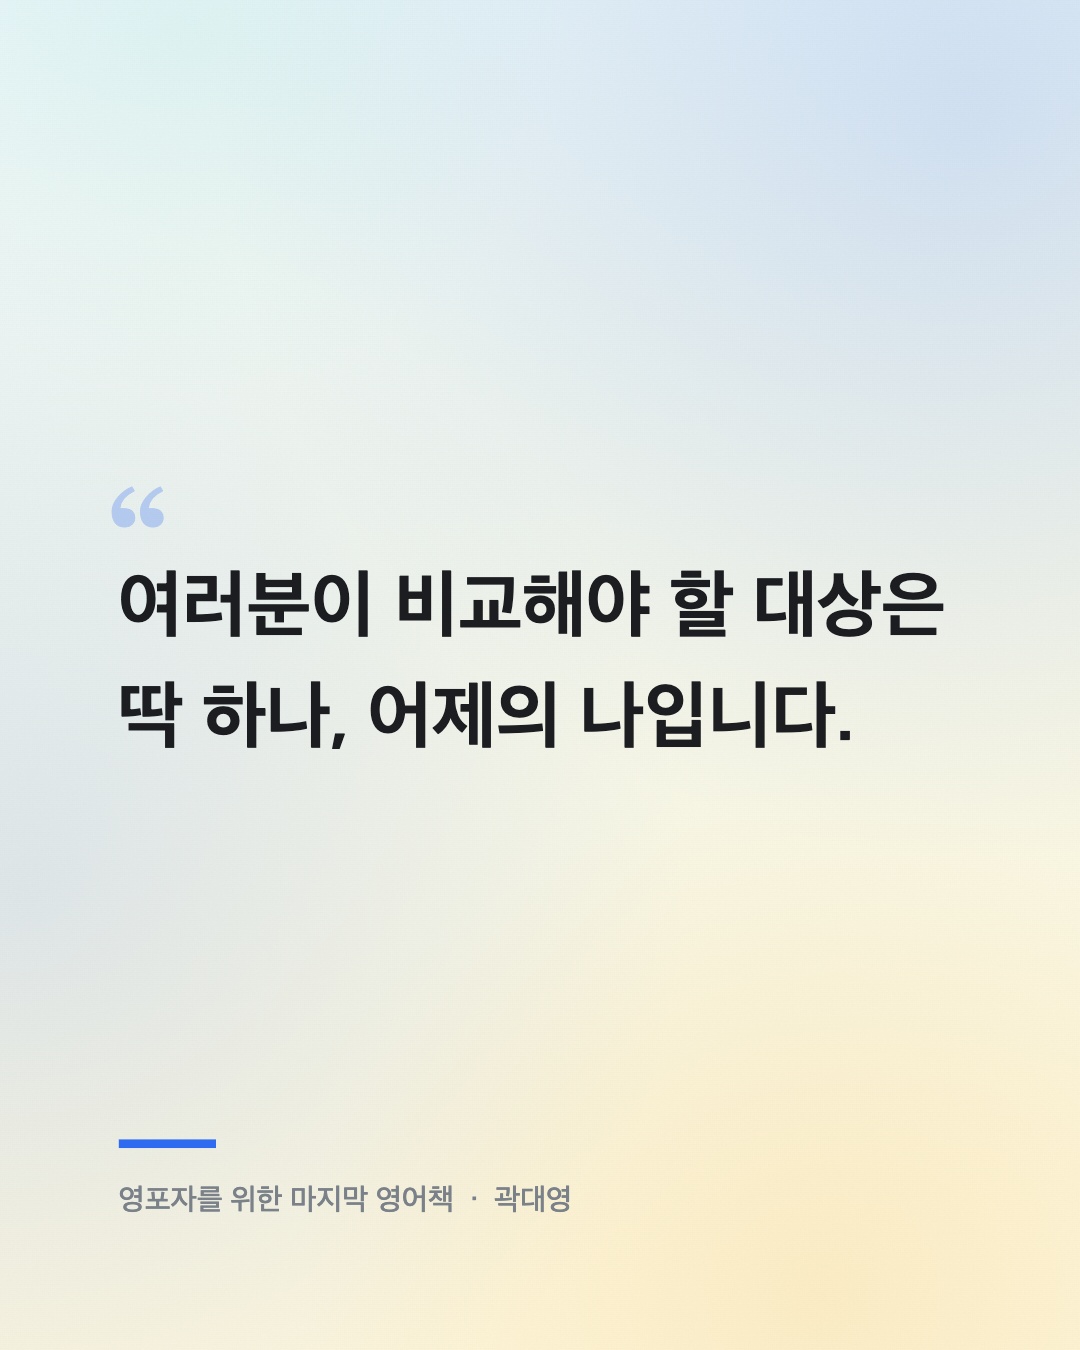 “
여러분이 비교해야 할 대상은
딱 하나, 어제의 나입니다.
영포자를 위한 마지막 영어책 · 곽대영